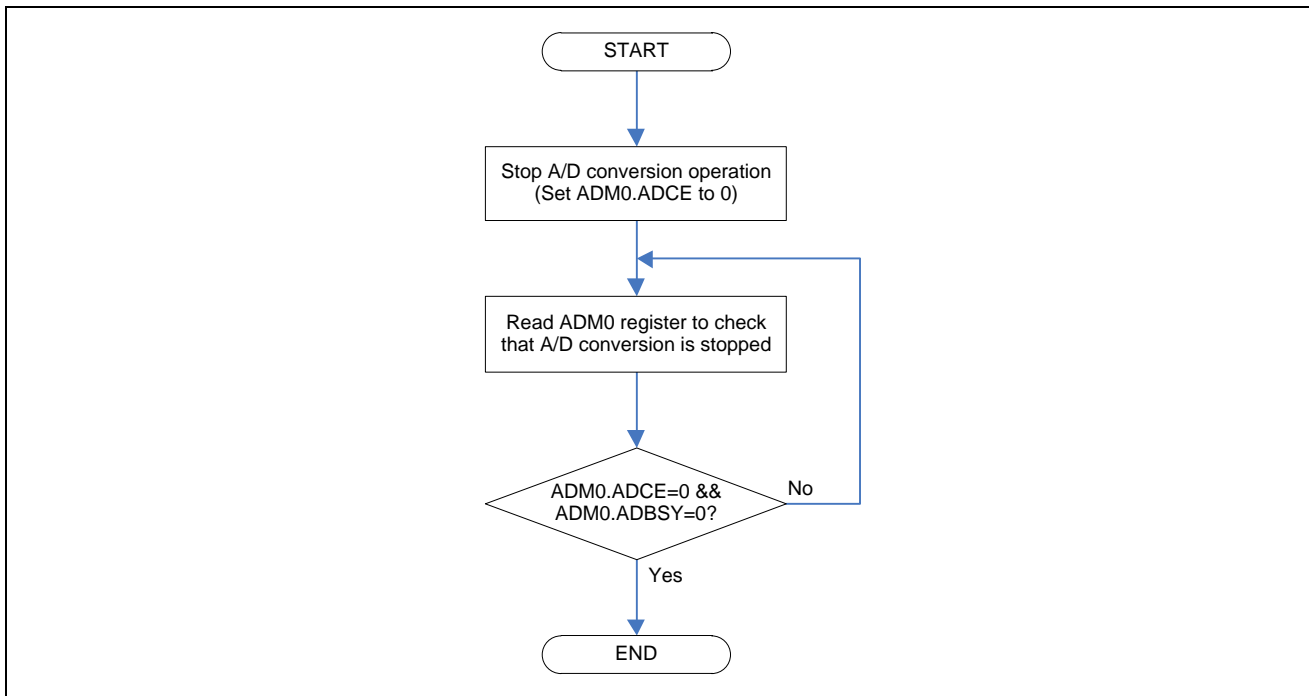 START
Stop A/D conversion operation
(Set ADM0.ADCE to 0)
Read ADM0 register to check
that A/D conversion is stopped
ADM0.ADCE=0 &&
ADM0.ADBSY=0?
No
Yes
END